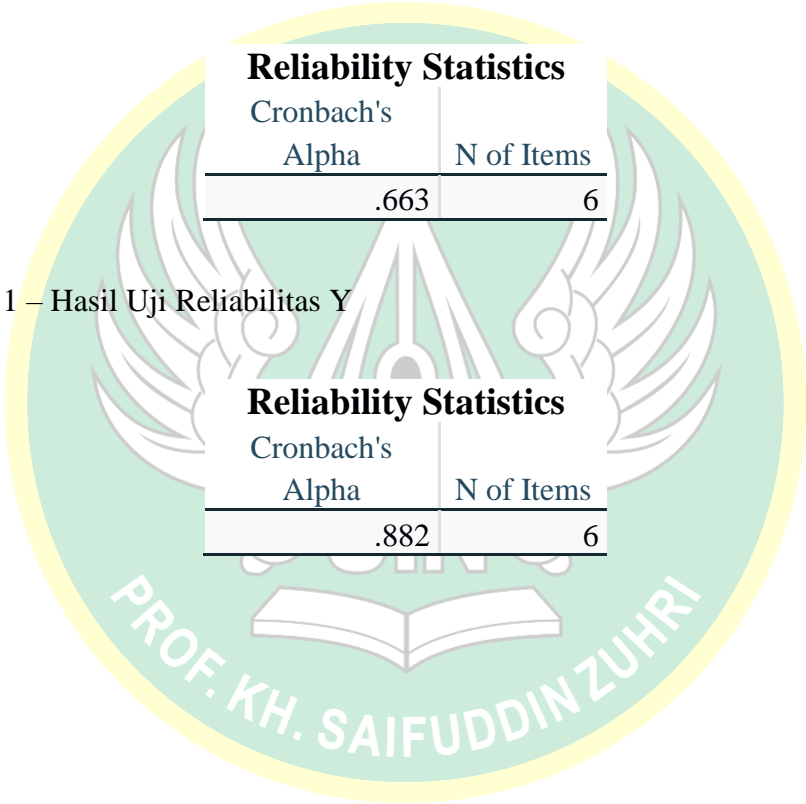 Reliability Statistics
Cronbach's
Alpha N of Items
.663 6
1 – Hasil Uji Reliabilitas Y
Reliability Statistics
Cronbach's
Alpha N of Items
.882 6
PROF. KH. SAIFUDDIN ZUHRI